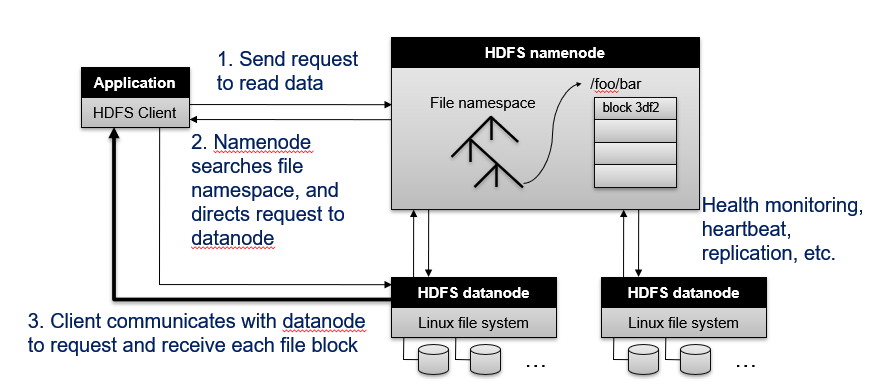 1. Send request
to read data
HDFS namenode
Application
HDFS Client
/foo/bar
File namespace
block 3df2
2. Namenode
searches file
namespace, and
directs request to
datanode
Health monitoring,
heartbeat,
replication, etc.
HDFS datanode
Linux file system
...
HDFS datanode
Linux file system
...
3. Client communicates with datanode
to request and receive each file block